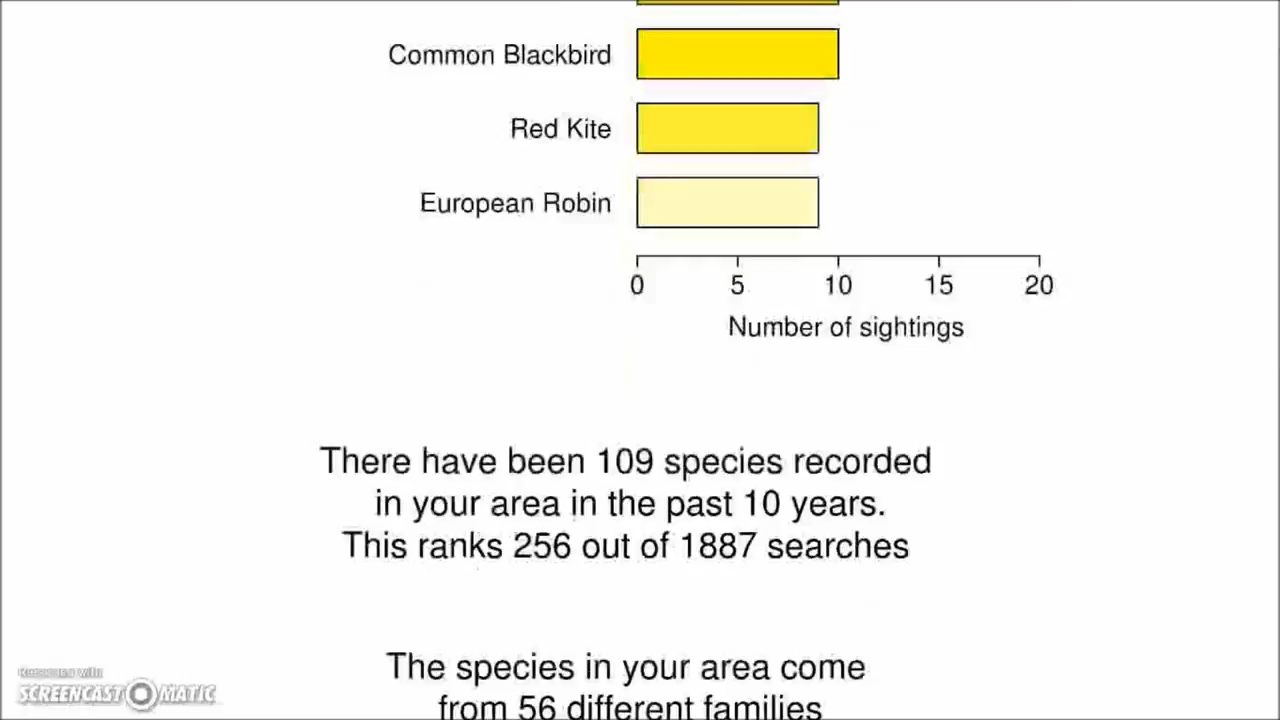 Common Blackbird
Red Kite
European Robin
0 5 10 15 20
Number of sightings
There have been 109 species recorded
in your area in the past 10 years.
This ranks 256 out of 1887 searches
The species in your area come
from 56 different families
Recorded with
SCREENCAST MATIC